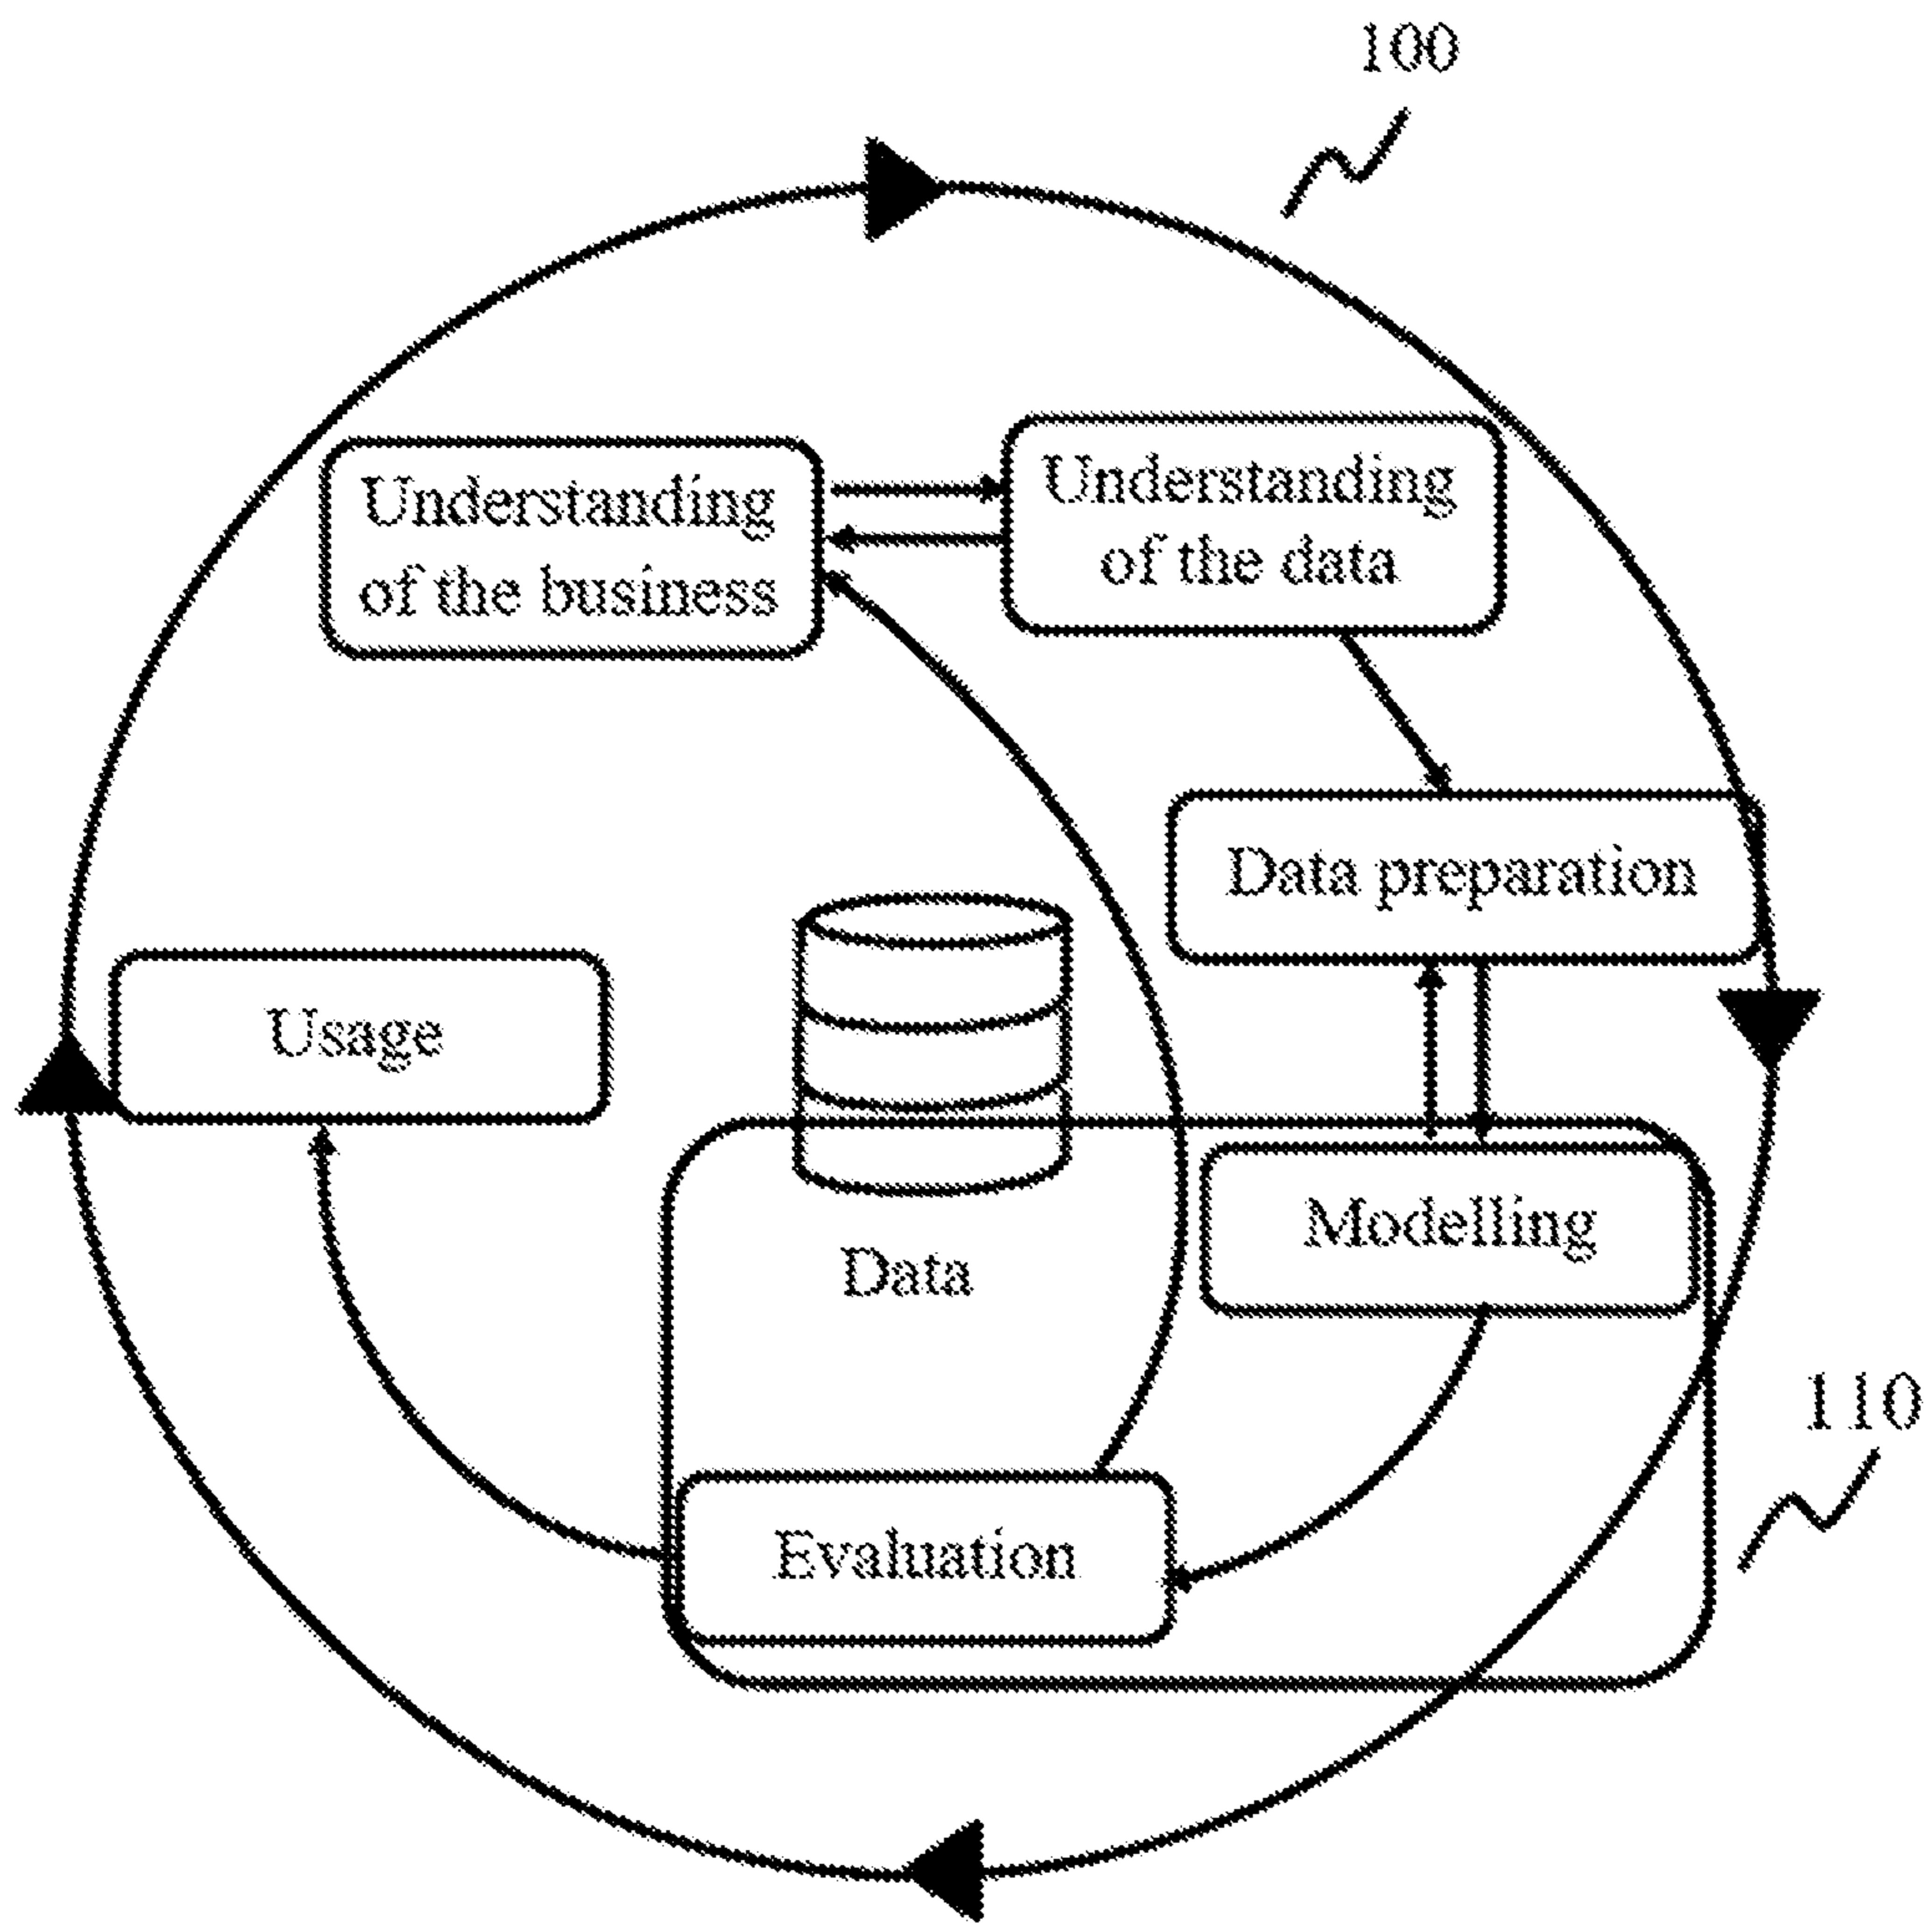 100
Understanding
of the business
Understanding
of the data
Data preparation
Usage
Modelling
Data
110
Evaluation